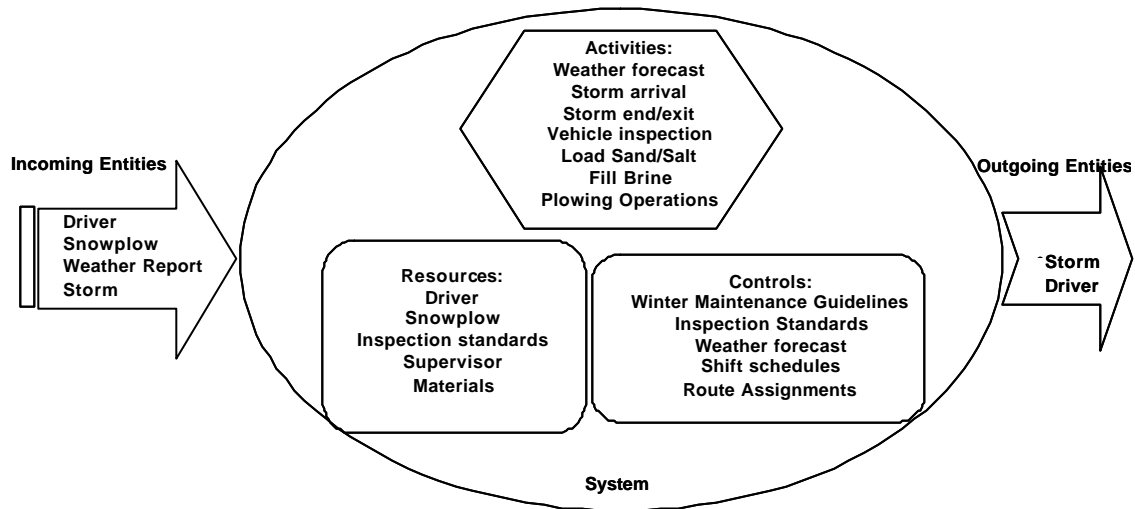 Activities:
Weather forecast
Storm arrival
Storm end/exit
Vehicle inspection
Load Sand/Salt
Fill Brine
Plowing Operations
Incoming Entities
Driver
Snowplow
Weather Report
Storm
Resources:
Driver
Snowplow
Inspection standards
Supervisor
Materials
Controls:
Winter Maintenance Guidelines
Inspection Standards
Weather forecast
Shift schedules
Route Assignments
Outgoing Entities
Storm
Driver
System